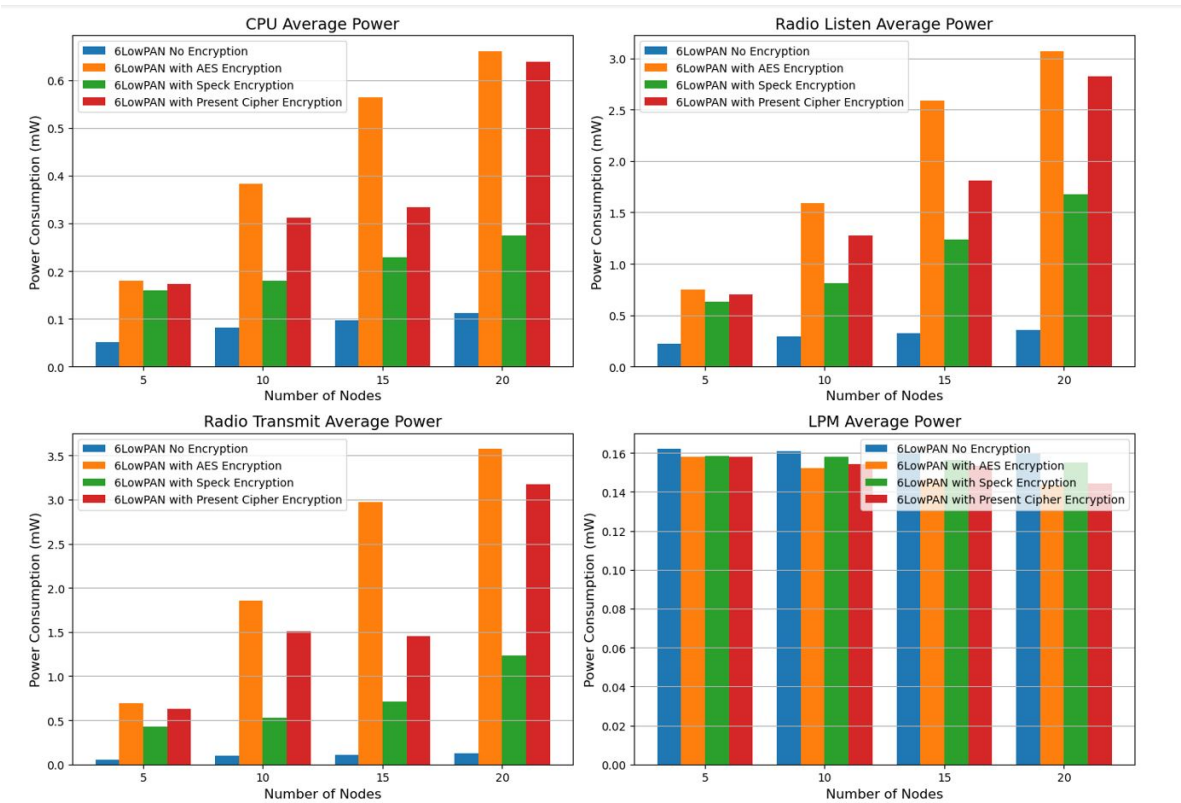 CPU Average Power
6LowPAN No Encryption
6LowPAN with AES Encryption
6LowPAN with Speck Encryption
6LowPAN with Present Cipher Encryption
Power Consumption (mW)
0.6
0.5
0.4
0.3
0.2
0.1
0.0
5 10 15 20
Number of Nodes
Radio Listen Average Power
6LowPAN No Encryption
6LowPAN with AES Encryption
6LowPAN with Speck Encryption
6LowPAN with Present Cipher Encryption
Power Consumption (mW)
3.0
2.5
2.0
1.5
1.0
0.5
0.0
5 10 15 20
Number of Nodes
Radio Transmit Average Power
6LowPAN No Encryption
6LowPAN with AES Encryption
6LowPAN with Speck Encryption
6LowPAN with Present Cipher Encryption
Power Consumption (mW)
3.5
3.0
2.5
2.0
1.5
1.0
0.5
0.0
5 10 15 20
Number of Nodes
LPM Average Power
6LowPAN No Encryption
6LowPAN with AES Encryption
6LowPAN with Speck Encryption
6LowPAN with Present Cipher Encryption
Power Consumption (mW)
0.16
0.14
0.12
0.10
0.08
0.06
0.04
0.02
0.00
5 10 15 20
Number of Nodes